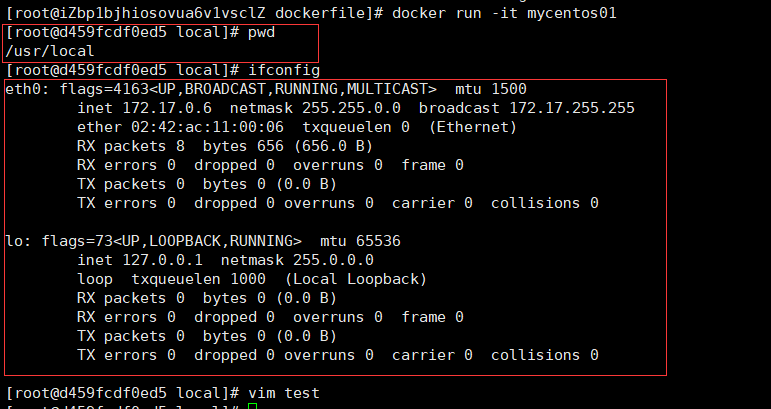 [root@iZbp1bjhiosovua6v1vsclZ dockerfile]# docker run -it mycentos01
[root@d459fcdf0ed5 local]# pwd
/usr/local
[root@d459fcdf0ed5 local]# ifconfig
eth0: flags=4163<UP,BROADCAST,RUNNING,MULTICAST>  mtu 1500
        inet 172.17.0.6  netmask 255.255.0.0  broadcast 172.17.255.255
        ether 02:42:ac:11:00:06  txqueuelen 0  (Ethernet)
        RX packets 8  bytes 656 (656.0 B)
        RX errors 0  dropped 0  overruns 0  frame 0
        TX packets 0  bytes 0 (0.0 B)
        TX errors 0  dropped 0 overruns 0  carrier 0  collisions 0
lo: flags=73<UP,LOOPBACK,RUNNING>  mtu 65536
        inet 127.0.0.1  netmask 255.0.0.0
        loop  txqueuelen 1000  (Local Loopback)
        RX packets 0  bytes 0 (0.0 B)
        RX errors 0  dropped 0  overruns 0  frame 0
        TX packets 0  bytes 0 (0.0 B)
        TX errors 0  dropped 0 overruns 0  carrier 0  collisions 0
[root@d459fcdf0ed5 local]# vim test
[root@d459fcdf0ed5 local]#